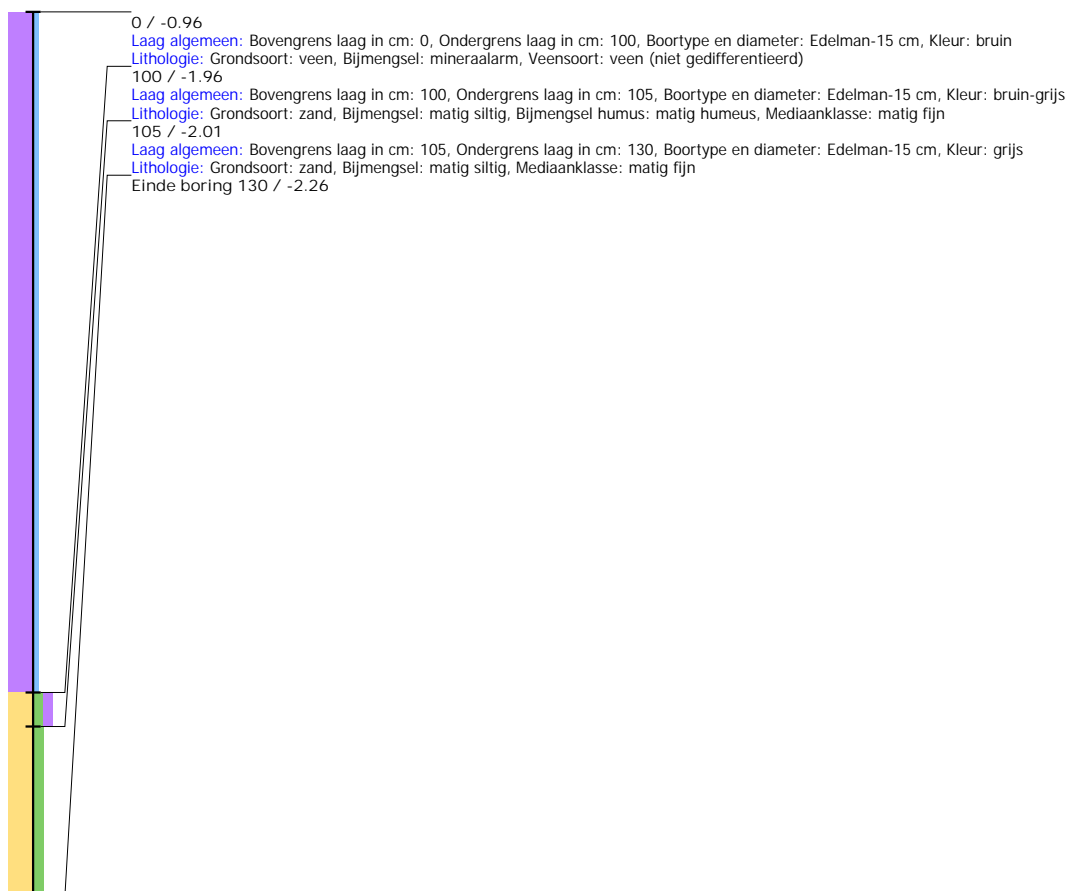 0 / -0.96
Laag algemeen: Bovengrens laag in cm: 0, Ondergrens laag in cm: 100, Boortype en diameter: Edelman-15 cm, Kleur: bruin
Lithologie: Grondsoort: veen, Bijmengsel: mineraalarm, Veensoort: veen (niet gedifferentieerd)
100 / -1.96
Laag algemeen: Bovengrens laag in cm: 100, Ondergrens laag in cm: 105, Boortype en diameter: Edelman-15 cm, Kleur: bruin-grijs
Lithologie: Grondsoort: zand, Bijmengsel: matig siltig, Bijmengsel humus: matig humeus, Mediaanklasse: matig fijn
105 / -2.01
Laag algemeen: Bovengrens laag in cm: 105, Ondergrens laag in cm: 130, Boortype en diameter: Edelman-15 cm, Kleur: grijs
Lithologie: Grondsoort: zand, Bijmengsel: matig siltig, Mediaanklasse: matig fijn
Einde boring 130 / -2.26